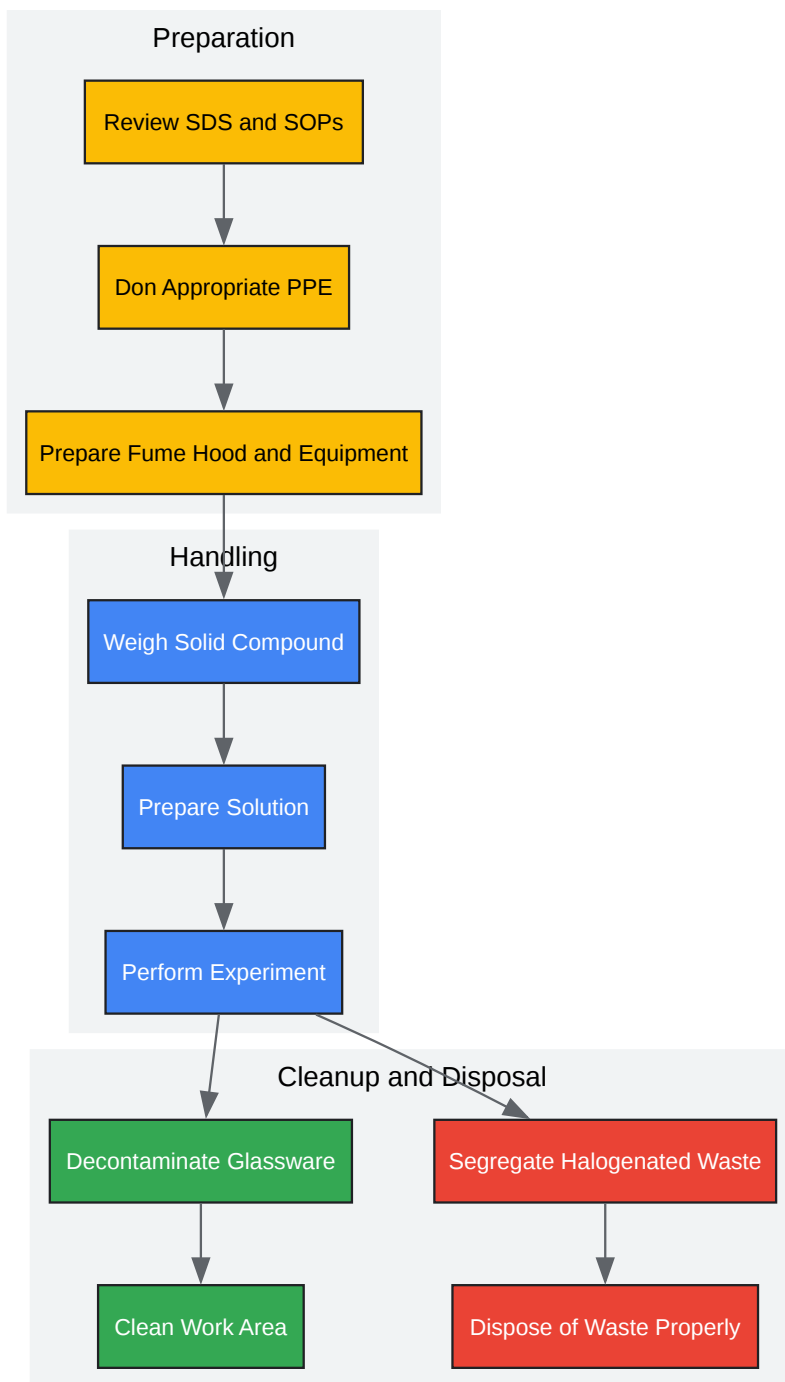 Preparation
Review SDS and SOPs
Don Appropriate PPE
Prepare Fume Hood and Equipment
Handling
Weigh Solid Compound
Prepare Solution
Perform Experiment
Cleanup and Disposal
Decontaminate Glassware
Segregate Halogenated Waste
Clean Work Area
Dispose of Waste Properly